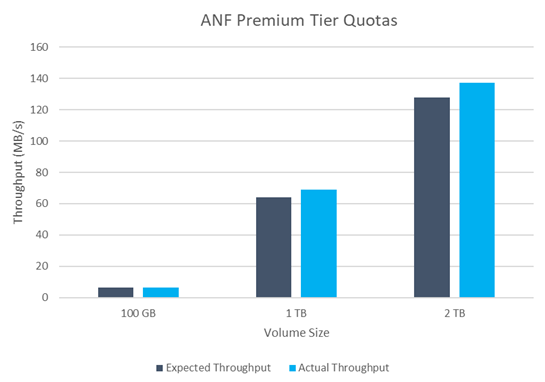 ANF Premium Tier Quotas
160
140
120
100
80
60
40
20
0
Throughput (MB/s)
100 GB 1 TB 2 TB
Volume Size
Expected Throughput Actual Throughput